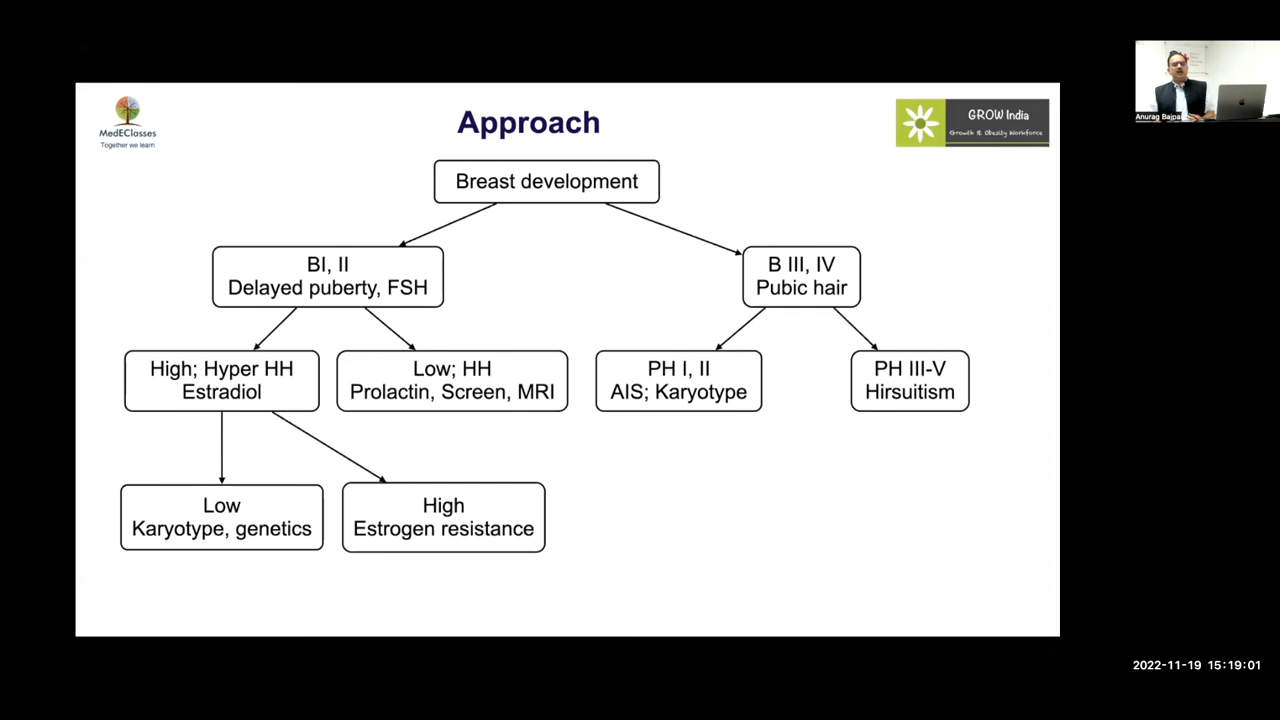 MedEClasses
Together we learn
Approach
GROW India
Growth & Obesity Workforce
Breast development
BI, II
Delayed puberty, FSH
B III, IV
Pubic hair
High; Hyper HH
Estradiol
Low; HH
Prolactin, Screen, MRI
PH I, II
AIS; Karyotype
PH III-V
Hirsuitism
Low
Karyotype, genetics
High
Estrogen resistance
Anurag Bajpai
2022-11-19 15:19:01